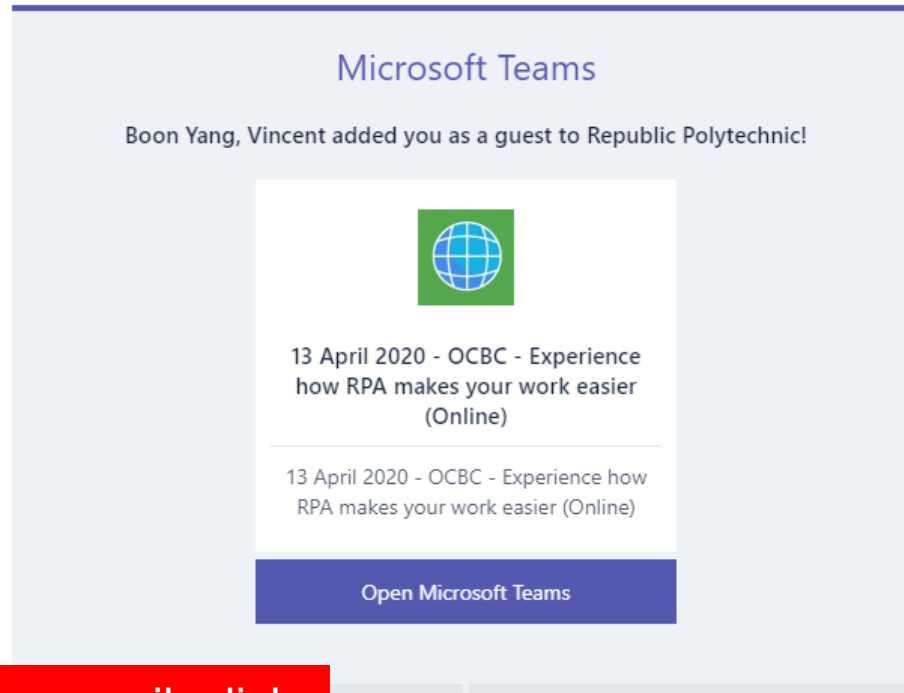 Microsoft Teams
Boon Yang, Vincent added you as a guest to Republic Polytechnic!
13 April 2020 - OCBC - Experience
how RPA makes your work easier
(Online)
13 April 2020 - OCBC - Experience how
RPA makes your work easier (Online)
Open Microsoft Teams